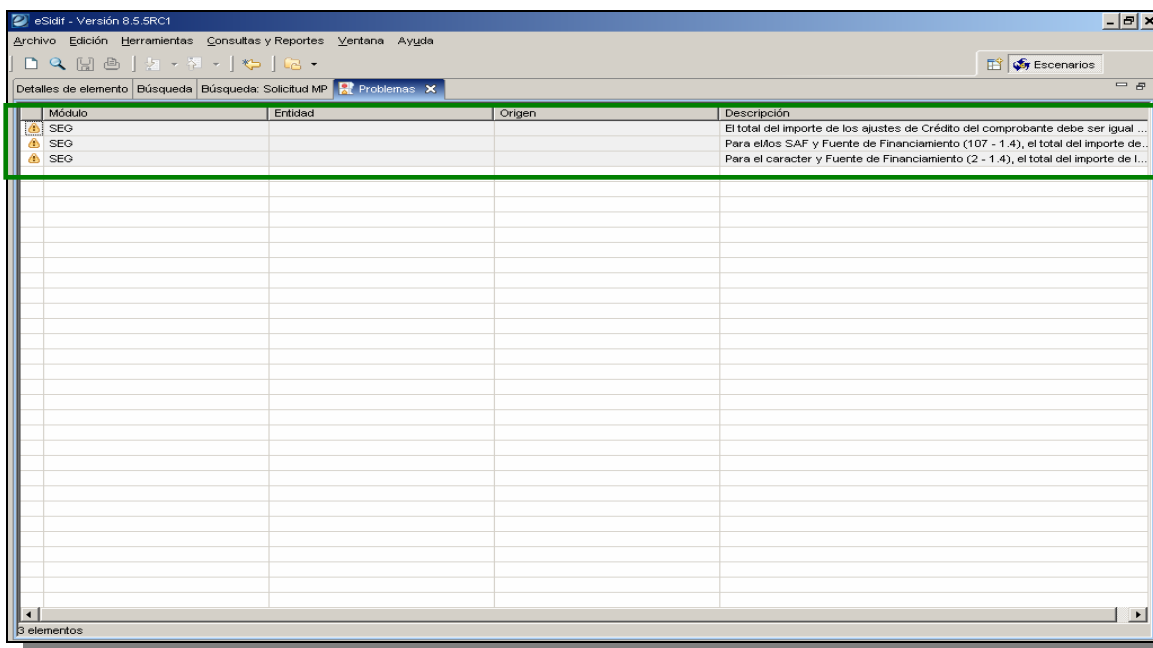 eSidif - Versión 8.5.5RC1
Archivo Edición Herramientas Consultas y Reportes Ventana Ayuda
Escenarios
Detalles de elemento Búsqueda Búsqueda: Solicitud MP Problemas
Módulo Entidad Origen Descripción
SEG El total del importe de los ajustes de Crédito del comprobante debe ser igual ...
SEG Para el/los SAF y Fuente de Financiamiento (107 - 1.4), el total del importe de...
SEG Para el caracter y Fuente de Financiamiento (2 - 1.4), el total del importe de l...
3 elementos